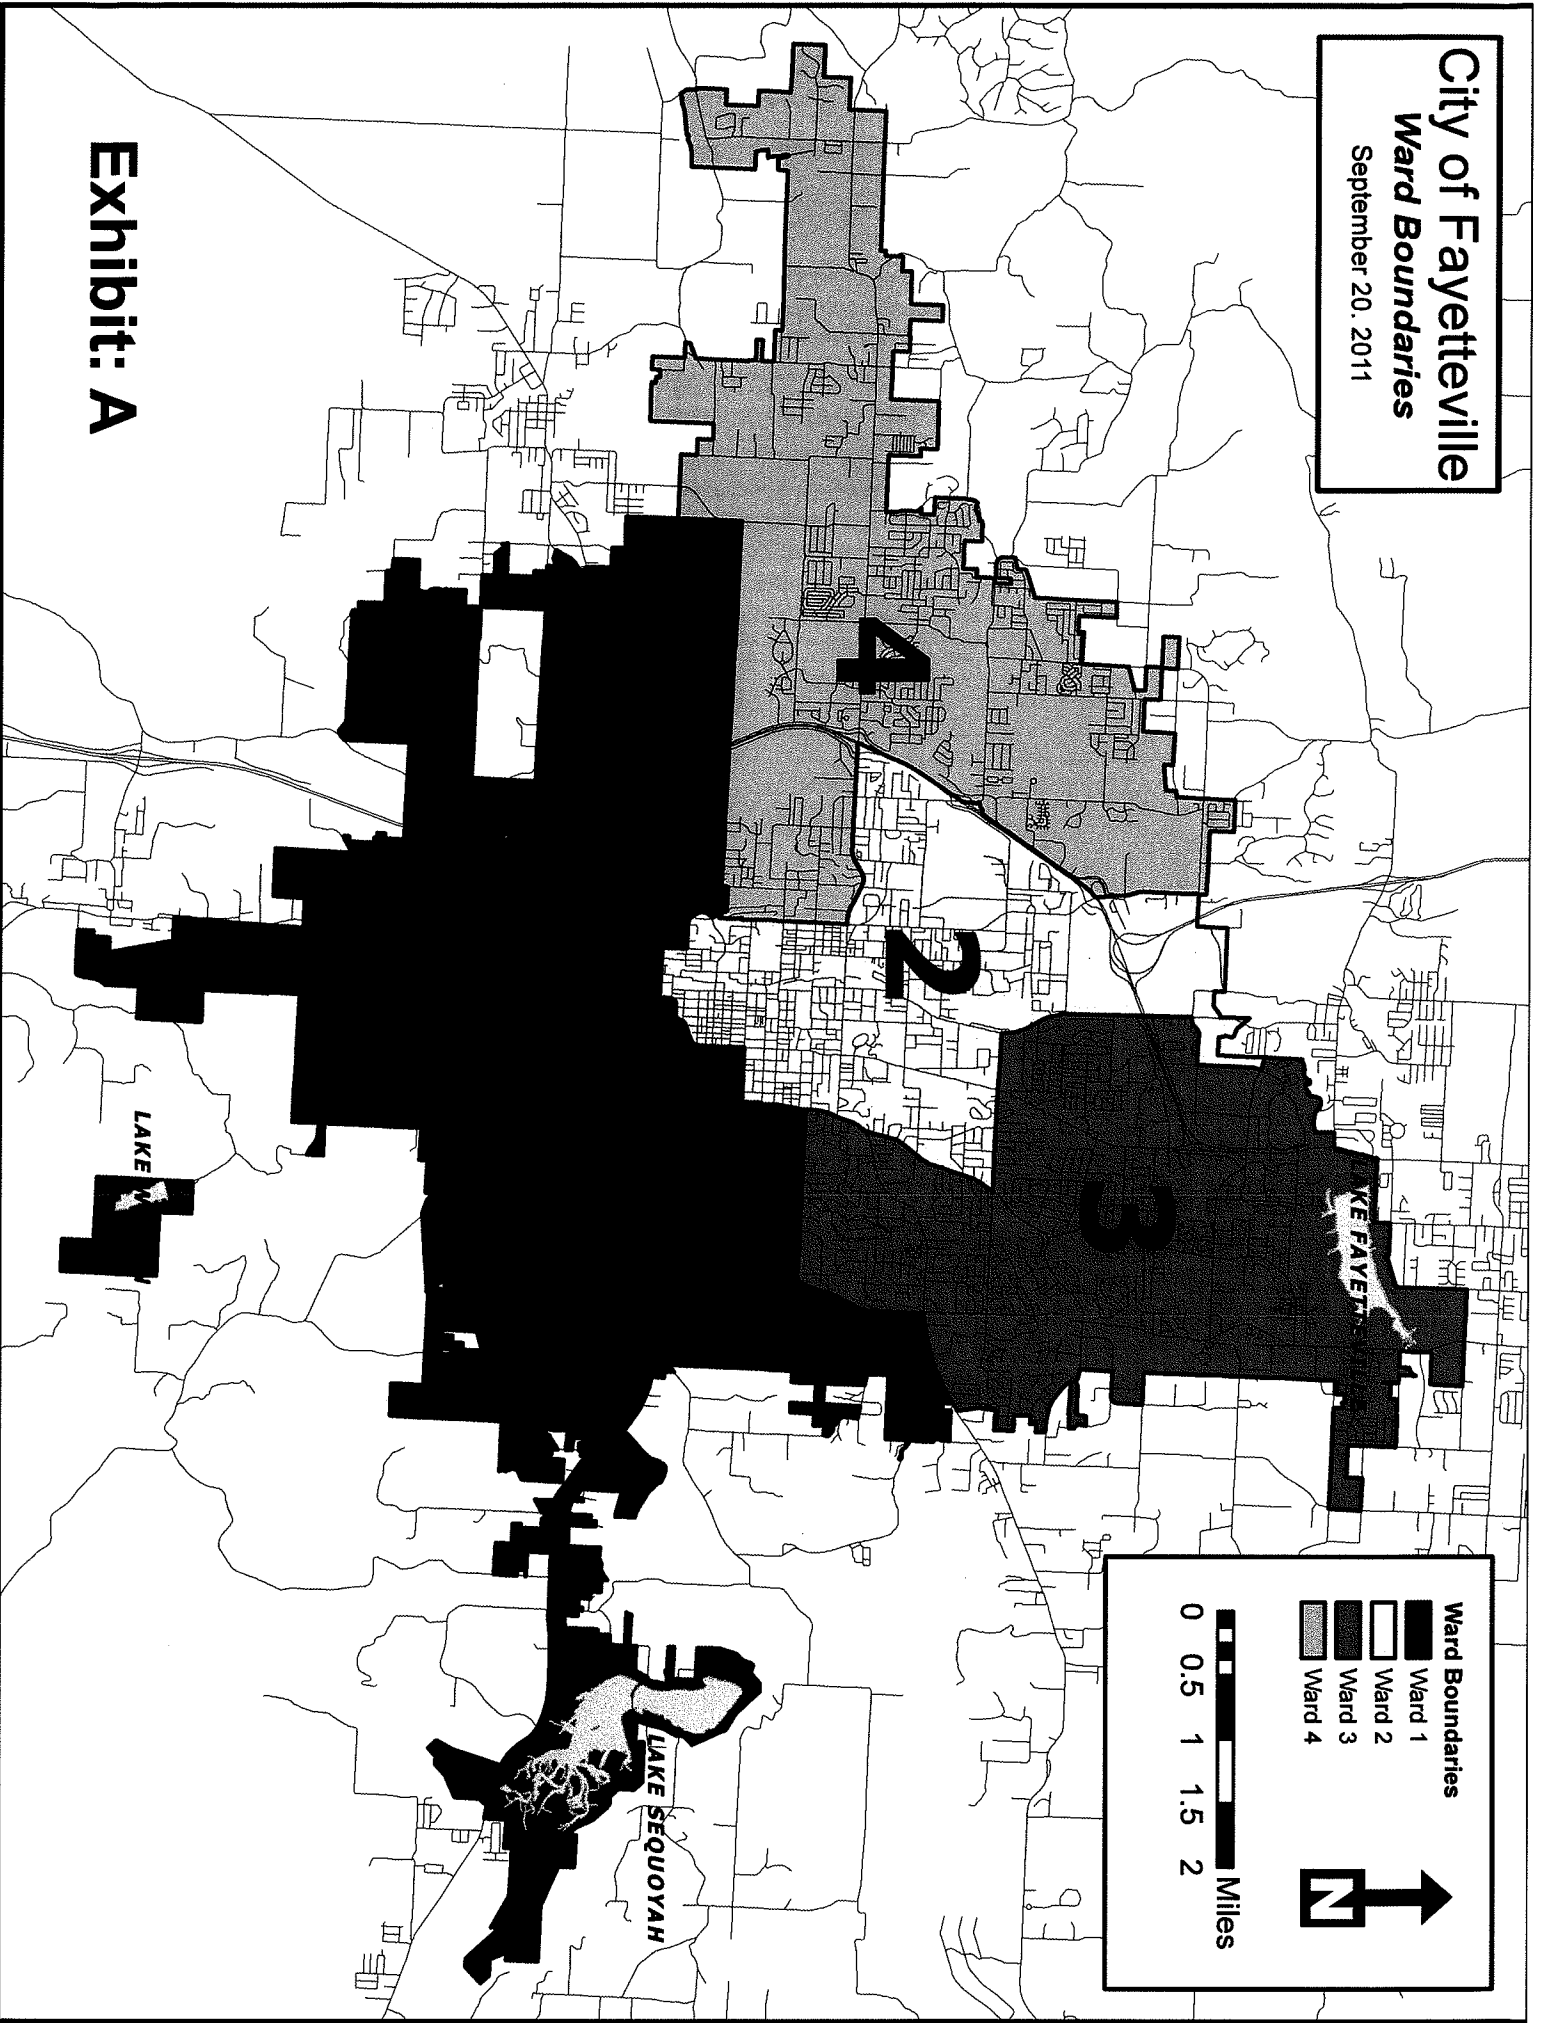 City of Fayetteville
Ward Boundaries
September 20. 2011
Ward Boundaries
Ward 1
Ward 2
Ward 3
Ward 4
N
0 0.5 1 1.5 2
Miles
LAKE FAYETTEVILLE
3
2
4
LAKE SEQUOYAH
LAKE
Exhibit: A